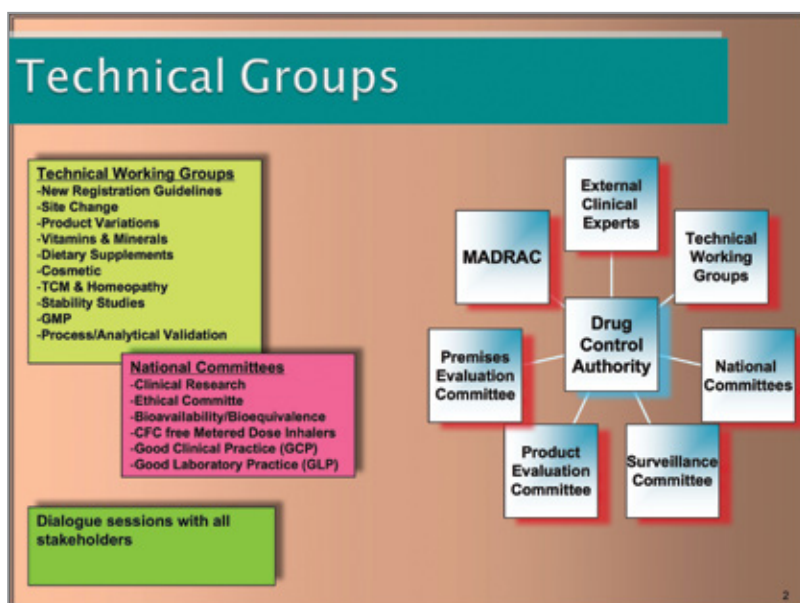 Technical Groups
Technical Working Groups
-New Registration Guidelines
-Site Change
-Product Variations
-Vitamins & Minerals
-Dietary Supplements
-Cosmetic
-TCM & Homeopathy
-Stability Studies
-GMP
-Process/Analytical Validation
National Committees
-Clinical Research
-Ethical Committe
-Bioavailability/Bioequivalence
-CFC free Metered Dose Inhalers
-Good Clinical Practice (GCP)
-Good Laboratory Practice (GLP)
Dialogue sessions with all
stakeholders
External
Clinical
Experts
MADRAC
Technical
Working
Groups
Drug
Control
Authority
Premises
Evaluation
Committee
National
Committees
Product
Evaluation
Committee
Surveillance
Committee
2